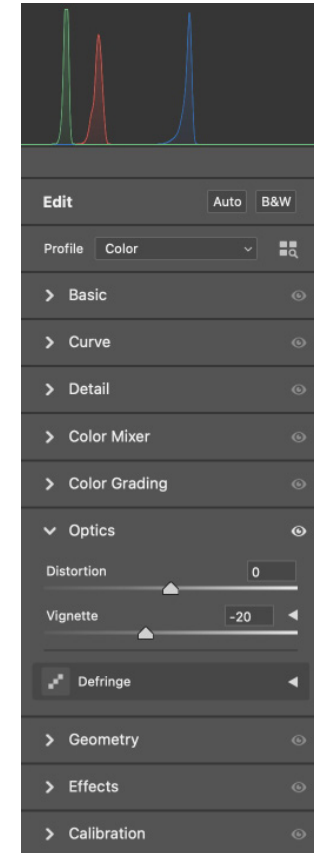 Edit Auto B&W
Profile Color
Basic
Curve
Detail
Color Mixer
Color Grading
Optics
Distortion 0
Vignette -20
Defringe
Geometry
Effects
Calibration